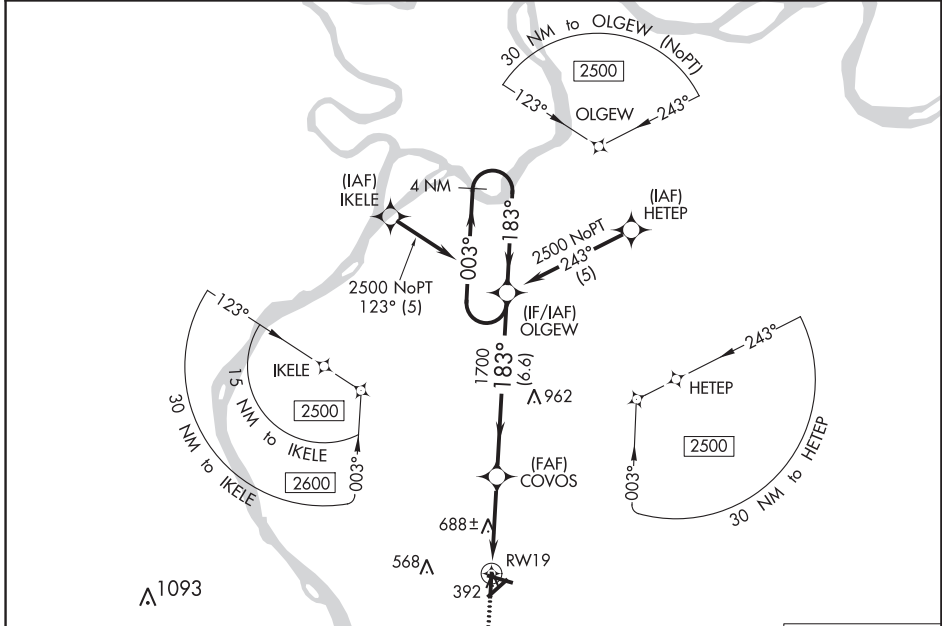 30 NM to OLGEW (NoPT)
2500
123°
243°
OLGEW
(IAF)
IKELE
4 NM
(IAF)
HETEP
183°
003°
2500 NoPT
243°
(5)
2500 NoPT
123° (5)
(IF/IAF)
OLGEW
123°
IKELE
2500
15 NM to IKELE
2600
30 NM to IKELE
003°
1700
183°
(6.6)
962
243°
HETEP
2500
003°
30 NM to HETEP
(FAF)
COVOS
688±
568
RW19
392
1093